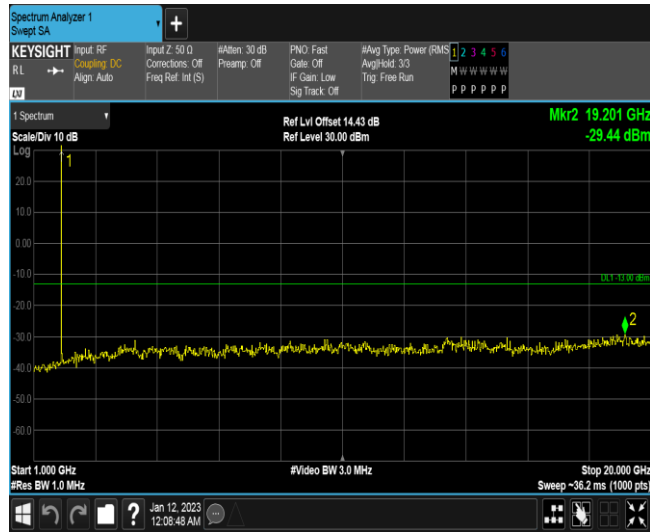 Spectrum Analyzer 1
Swept SA
+
KEYSIGHT
RL
LXI
Input: RF
Coupling: DC
Align: Auto
Input Z: 50 Ω
Corrections: Off
Freq Ref: Int (S)
#Atten: 30 dB
Preamp: Off
PNO: Fast
Gate: Off
IF Gain: Low
Sig Track: Off
#Avg Type: Power (RMS
Avg|Hold: 3/3
Trig: Free Run
1 2 3 4 5 6
M W W W W W
P P P P P P
1 Spectrum
Scale/Div 10 dB
Ref Lvl Offset 14.43 dB
Ref Level 30.00 dBm
Mkr2 19.201 GHz
-29.44 dBm
Log
1
20.0
10.0
0.00
-10.0
DL1 -13.00 dBm
-20.0
2
-30.0
-40.0
-50.0
-60.0
Start 1.000 GHz
#Video BW 3.0 MHz
Stop 20.000 GHz
#Res BW 1.0 MHz
Sweep ~36.2 ms (1000 pts)
?
Jan 12, 2023
12:08:48 AM